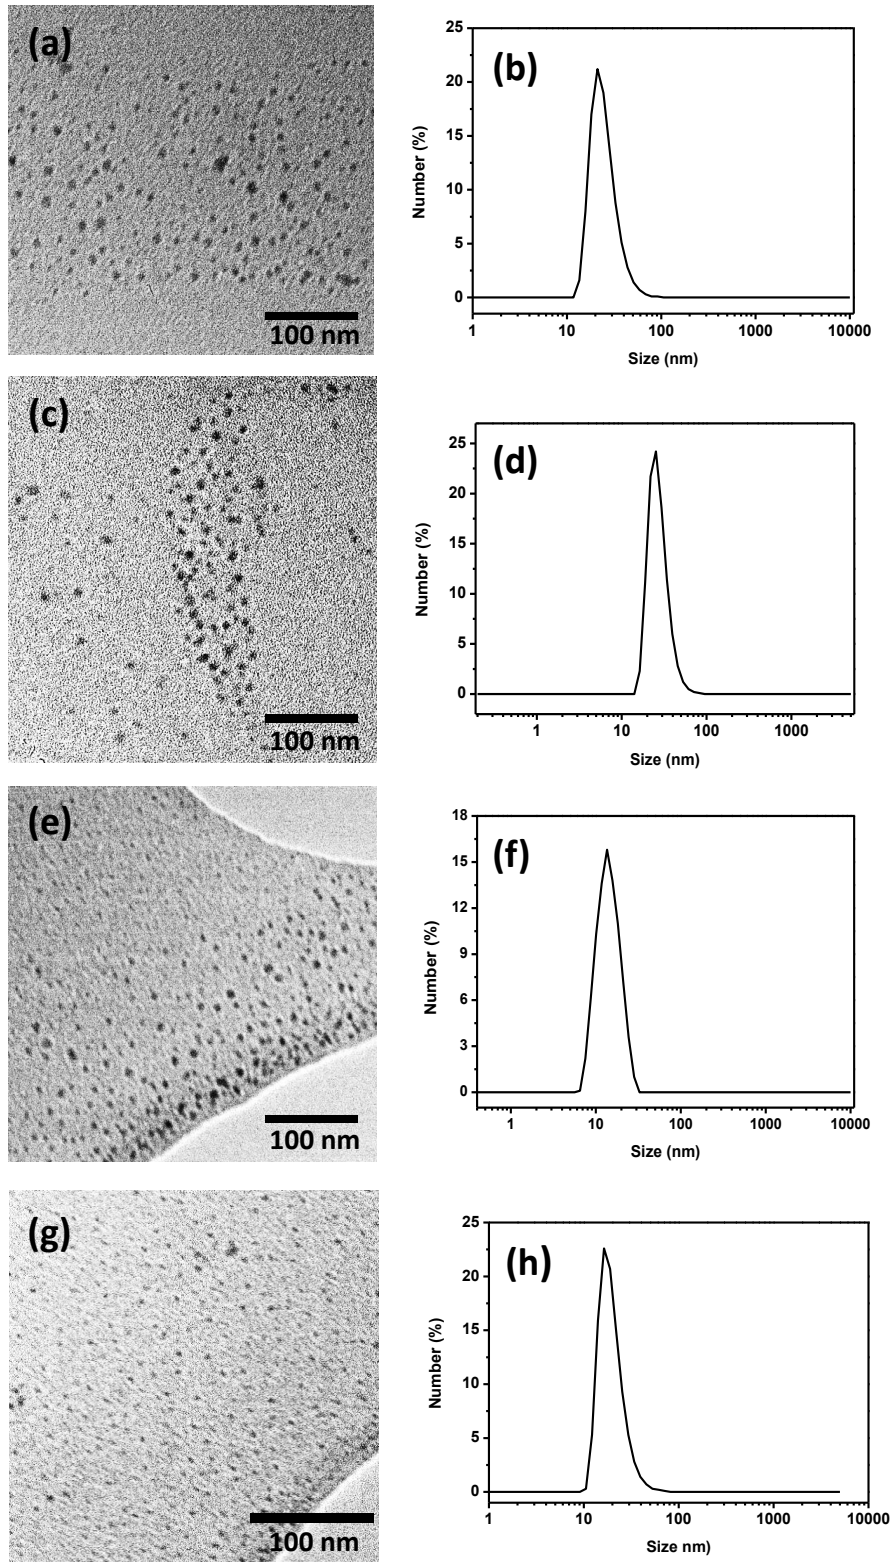 (a)
100 nm
(b)
Number (%)
25
20
15
10
5
0
1 10 100 1000 10000
Size (nm)
(c)
100 nm
(d)
Number (%)
25
20
15
10
5
0
1 10 100 1000
Size (nm)
(e)
100 nm
(f)
Number (%)
18
15
12
9
6
3
0
1 10 100 1000 10000
Size (nm)
(g)
100 nm
(h)
Number (%)
25
20
15
10
5
0
1 10 100 1000 10000
Size nm)